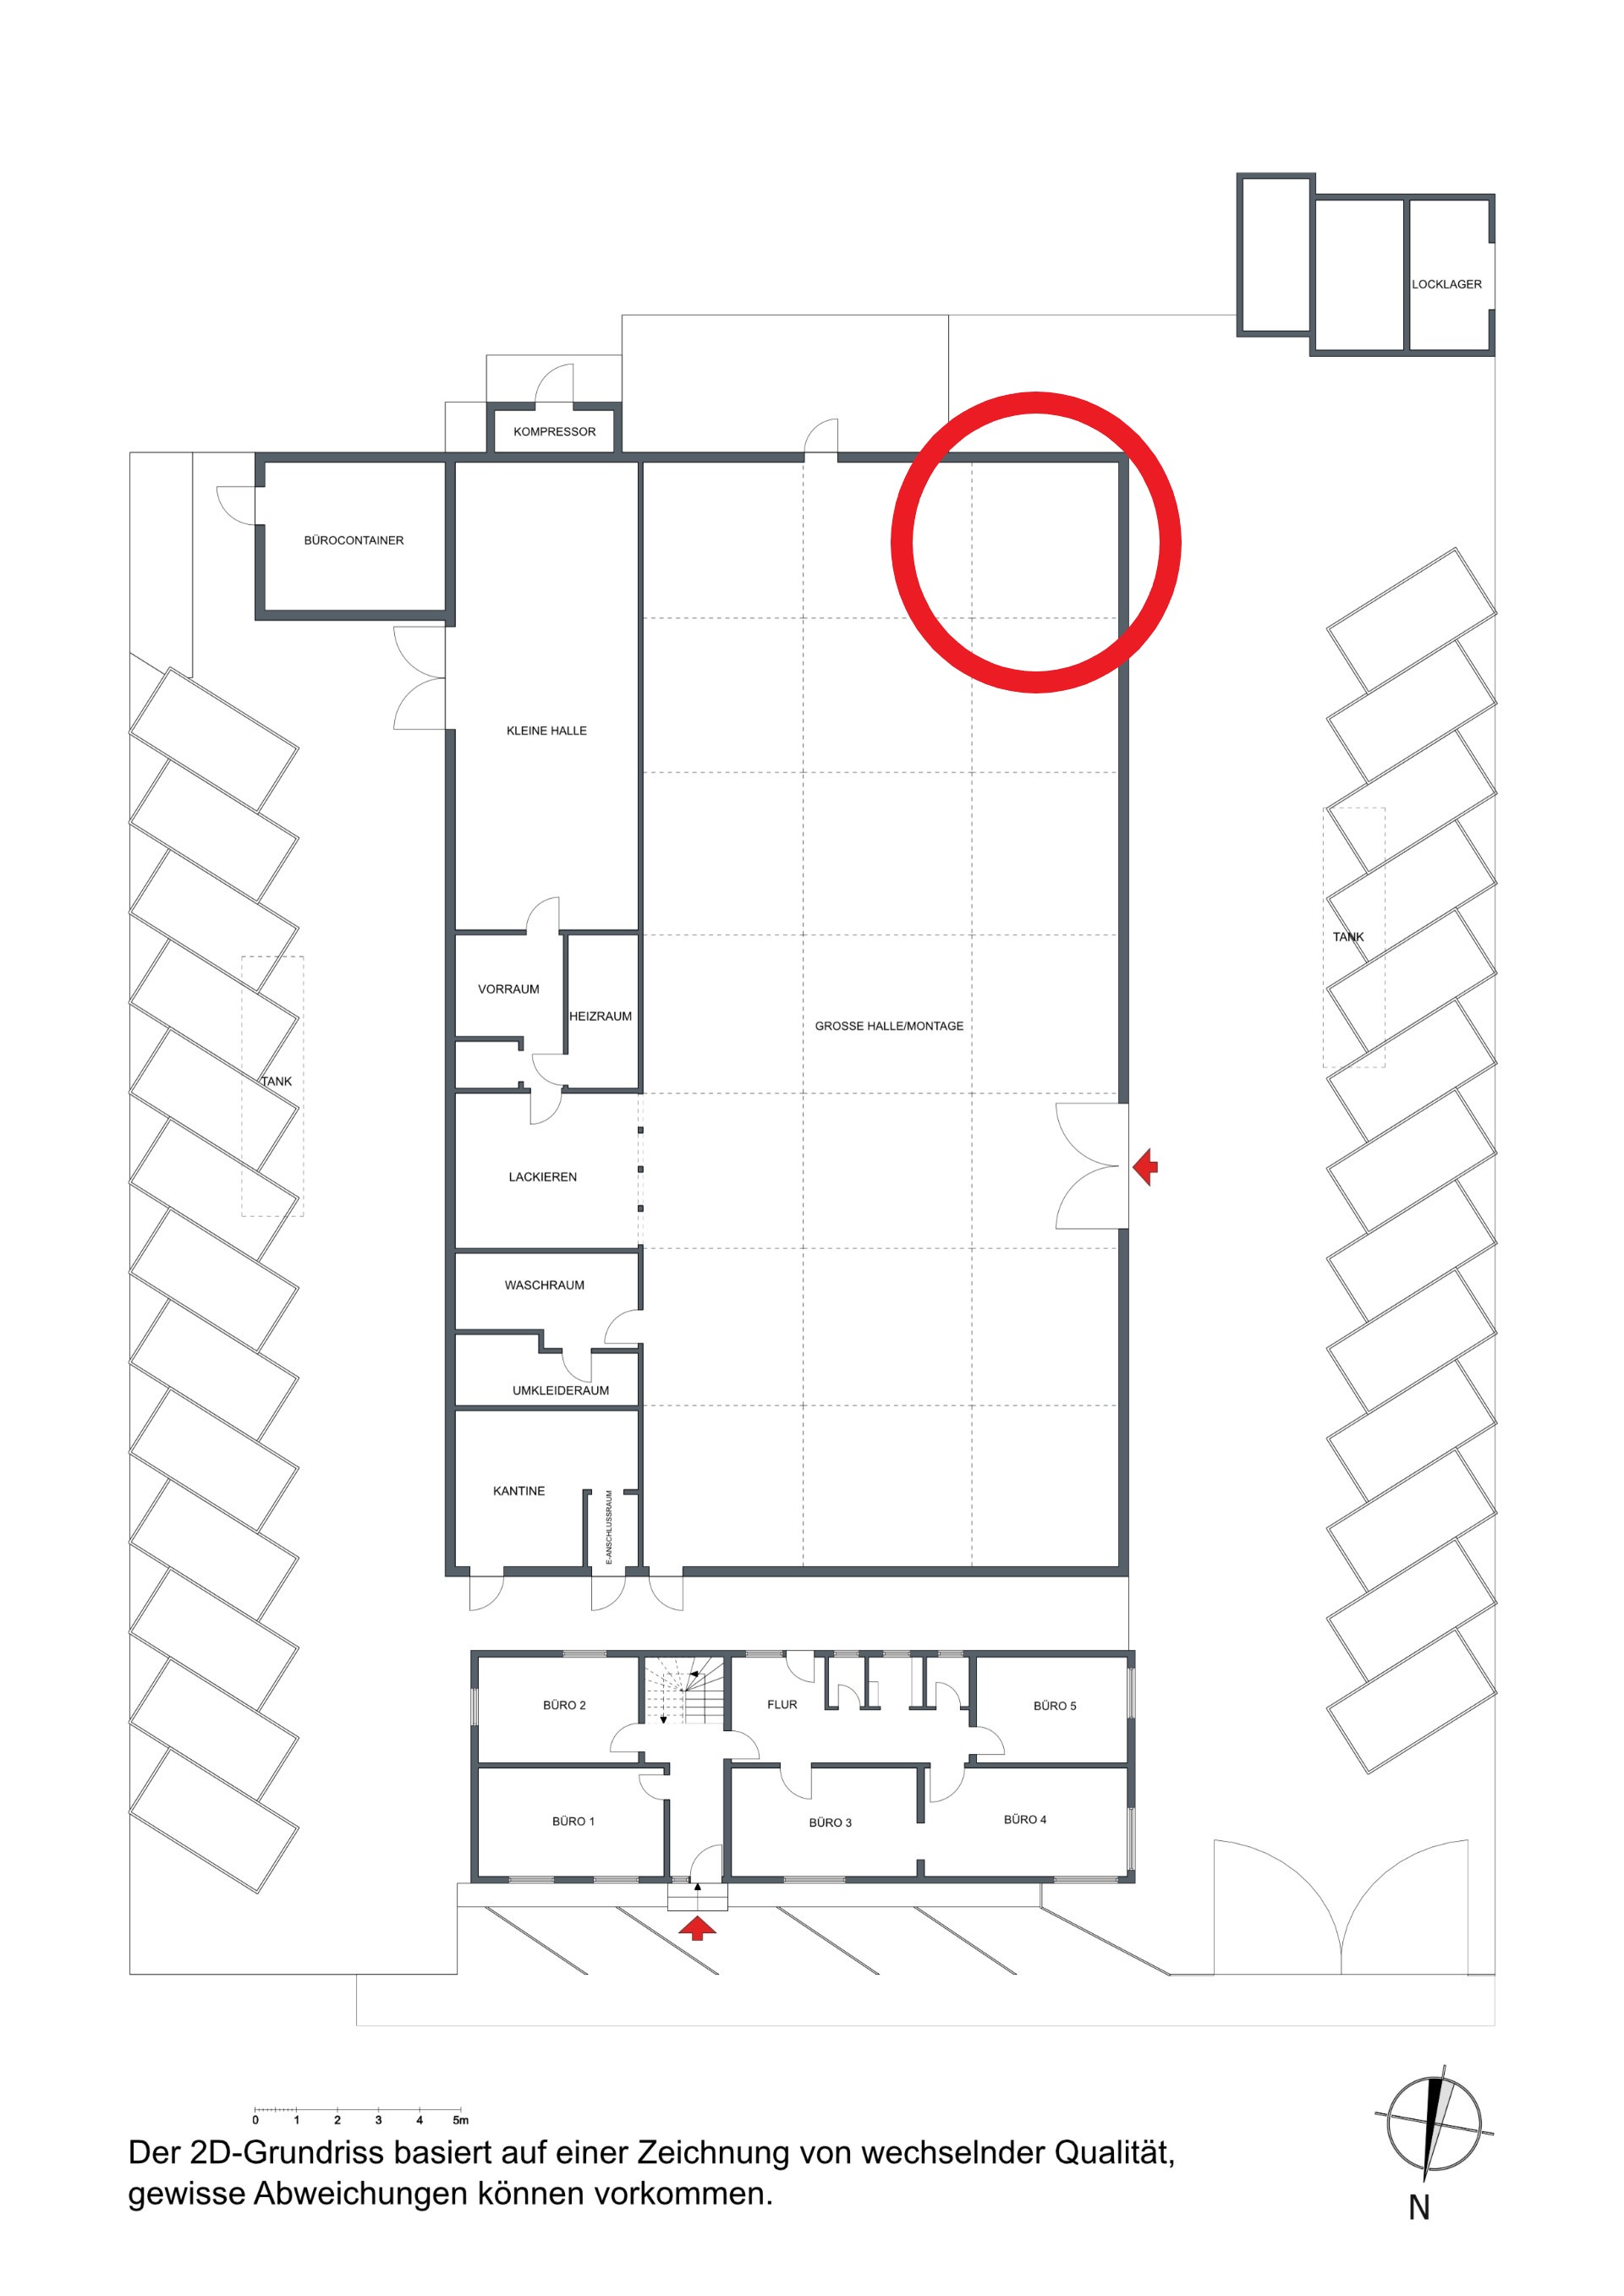 LOCKLAGER
KOMPRESSOR
BÜROCONTAINER
KLEINE HALLE
TANK
VORRAUM
HEIZRAUM
GROSSE HALLE/MONTAGE
TANK
LACKIEREN
WASCHRAUM
UMKLEIDERAUM
KANTINE
E-ANSCHLUSSRAUM
BÜRO 2
FLUR
BÜRO 5
BÜRO 1
BÜRO 3
BÜRO 4
0 1 2 3 4 5m
Der 2D-Grundriss basiert auf einer Zeichnung von wechselnder Qualität,
gewisse Abweichungen können vorkommen.
N